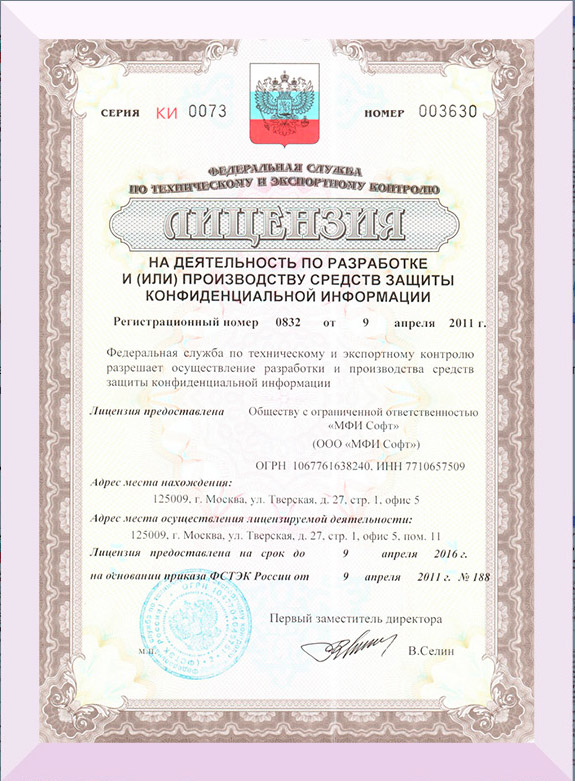 СЕРИЯ КИ 0073 НОМЕР 003630
ФЕДЕРАЛЬНАЯ СЛУЖБА
ПО ТЕХНИЧЕСКОМУ И ЭКСПОРТНОМУ КОНТРОЛЮ
ЛИЦЕНЗИЯ
НА ДЕЯТЕЛЬНОСТЬ ПО РАЗРАБОТКЕ
И (ИЛИ) ПРОИЗВОДСТВУ СРЕДСТВ ЗАЩИТЫ
КОНФИДЕНЦИАЛЬНОЙ ИНФОРМАЦИИ
Регистрационный номер 0832 от 9 апреля 2011 г.
Федеральная служба по техническому и экспортному контролю
разрешает осуществление разработки и производства средств
защиты конфиденциальной информации
Лицензия предоставлена Обществу с ограниченной ответственностью
«МФИ Софт»
(ООО «МФИ Софт»)
ОГРН 1067761638240, ИНН 7710657509
Адрес места нахождения:
125009, г. Москва, ул. Тверская, д. 27, стр. 1, офис 5
Адрес места осуществления лицензируемой деятельности:
125009, г. Москва, ул. Тверская, д. 27, стр. 1, офис 5, пом. 11
Лицензия предоставлена на срок до 9 апреля 2016 г.
на основании приказа ФСТЭК России от 9 апреля 2011 г. № 188
Первый заместитель директора
м.п. В.Селин